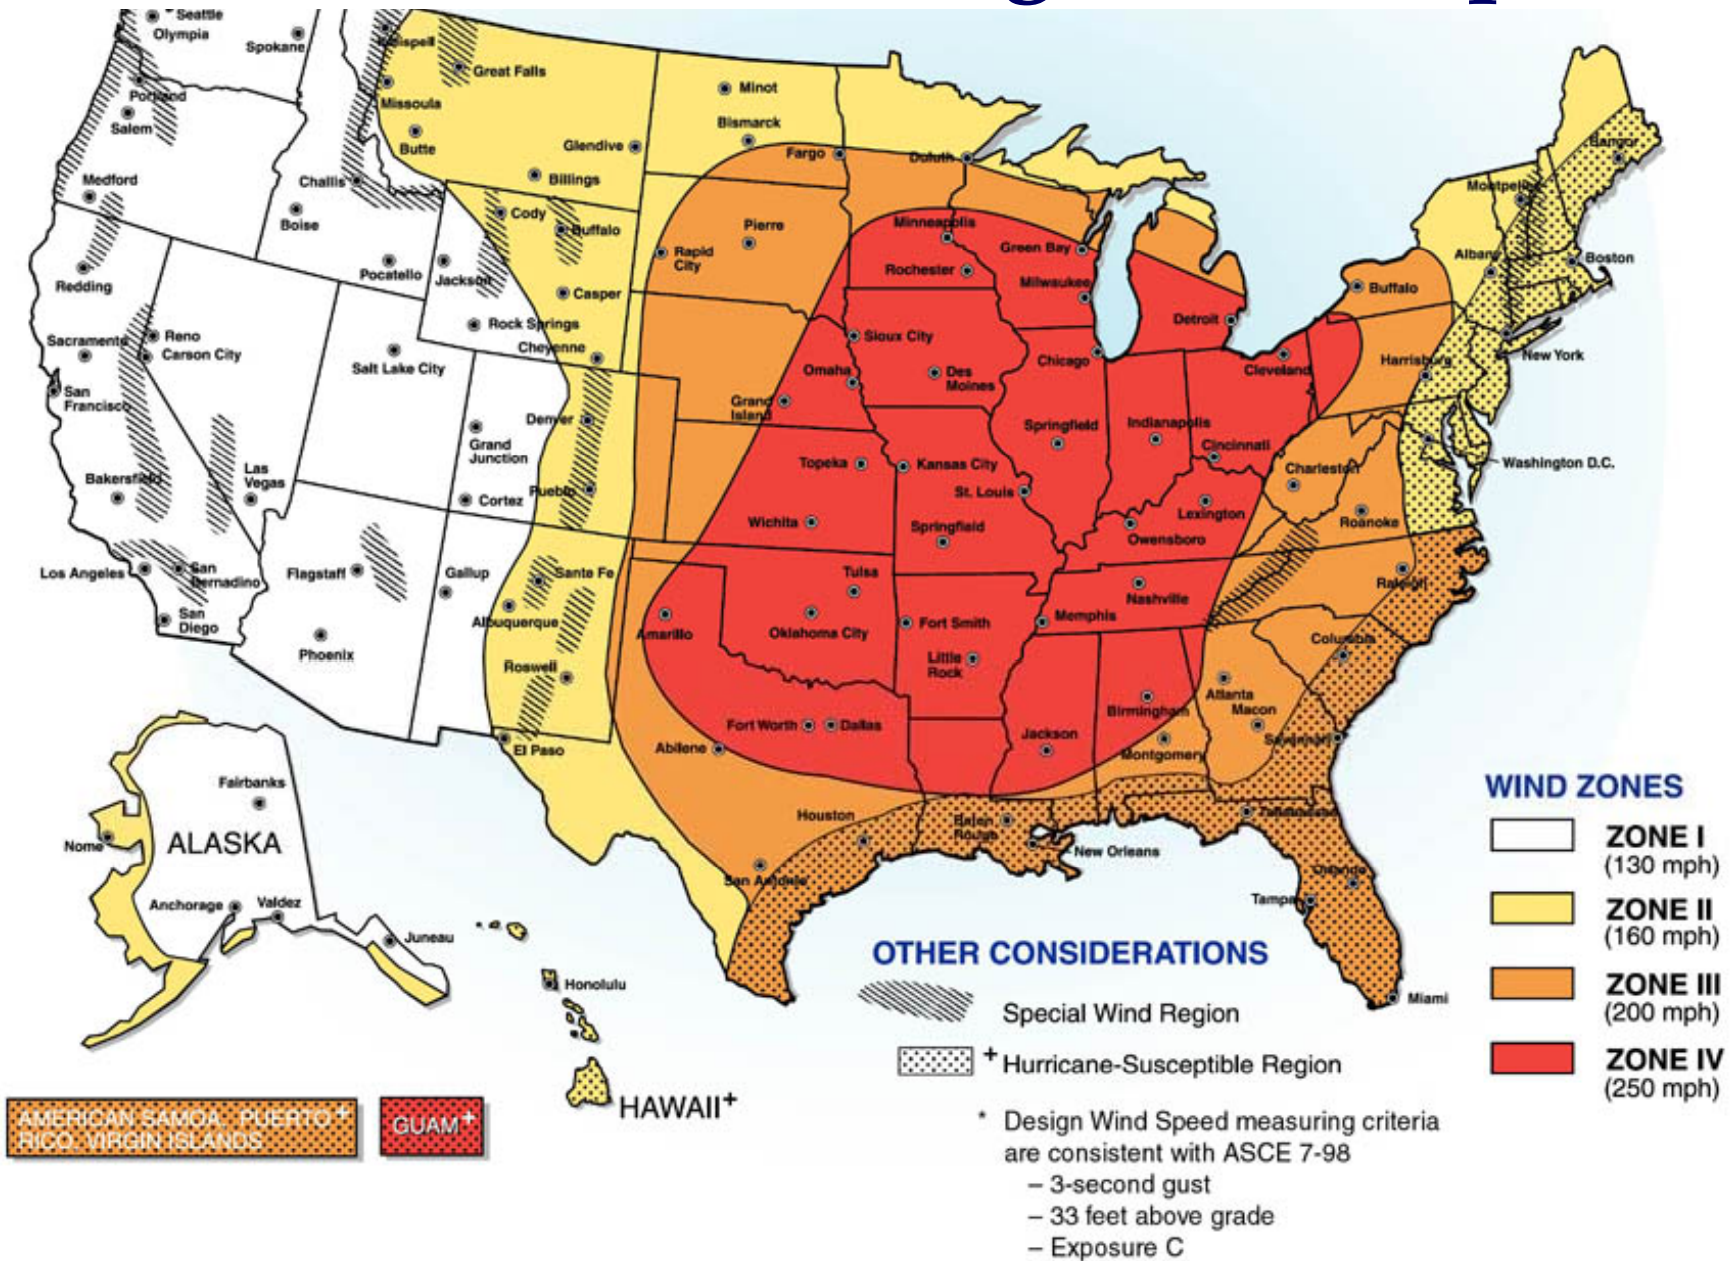 Seattle
Olympia
Spokane
Kalispell
Great Falls
Minot
Portland
Missoula
Salem
Bismarck
Butte
Glendive
Fargo
Duluth
Bangor
Medford
Challis
Billings
Montpelier
Boise
Cody
Buffalo
Pierre
Minneapolis
Rapid
City
Green Bay
Albany
Boston
Redding
Pocatello
Jackson
Rochester
Milwaukee
Buffalo
Casper
Detroit
Sacramento
Reno
Carson City
Rock Springs
Cheyenne
Sioux City
Chicago
Harrisburg
New York
Salt Lake City
Omaha
Des
Moines
Cleveland
San
Francisco
Grand
Island
Denver
Springfield
Indianapolis
Grand
Junction
Cincinnati
Bakersfield
Las
Vegas
Topeka
Kansas City
Charleston
Washington D.C.
Cortez
Pueblo
St. Louis
Wichita
Springfield
Lexington
Roanoke
Owensboro
Los Angeles
San
Bernadino
Flagstaff
Gallup
Sante Fe
Tulsa
Raleigh
Nashville
San
Diego
Albuquerque
Amarillo
Oklahoma City
Fort Smith
Memphis
Phoenix
Roswell
Little
Rock
Columbia
Atlanta
Macon
Birmingham
Fort Worth
Dallas
El Paso
Abilene
Jackson
Montgomery
Savannah
Fairbanks
Houston
Baton
Rouge
Tallahassee
ALASKA
Nome
New Orleans
San Antonio
Orlando
Tampa
Anchorage
Valdez
Juneau
Honolulu
Miami
HAWAII+
AMERICAN SAMOA, PUERTO +
RICO, VIRGIN ISLANDS
GUAM+
OTHER CONSIDERATIONS
Special Wind Region
+ Hurricane-Susceptible Region
* Design Wind Speed measuring criteria
are consistent with ASCE 7-98
– 3-second gust
– 33 feet above grade
– Exposure C
WIND ZONES
ZONE I
(130 mph)
ZONE II
(160 mph)
ZONE III
(200 mph)
ZONE IV
(250 mph)